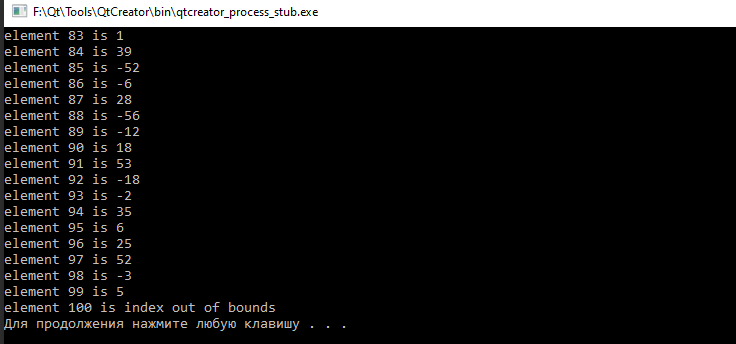 F:\Qt\Tools\QtCreator\bin\qtcreator_process_stub.exe
element 83 is 1
element 84 is 39
element 85 is -52
element 86 is -6
element 87 is 28
element 88 is -56
element 89 is -12
element 90 is 18
element 91 is 53
element 92 is -18
element 93 is -2
element 94 is 35
element 95 is 6
element 96 is 25
element 97 is 52
element 98 is -3
element 99 is 5
element 100 is index out of bounds
Для продолжения нажмите любую клавишу . . .